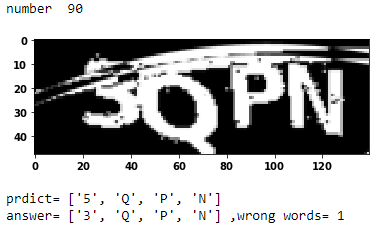 number  90
0
10
20
30
40
3QPN
0 20 40 60 80 100 120
prdict= ['5', 'Q', 'P', 'N']
answer= ['3', 'Q', 'P', 'N'] ,wrong words= 1